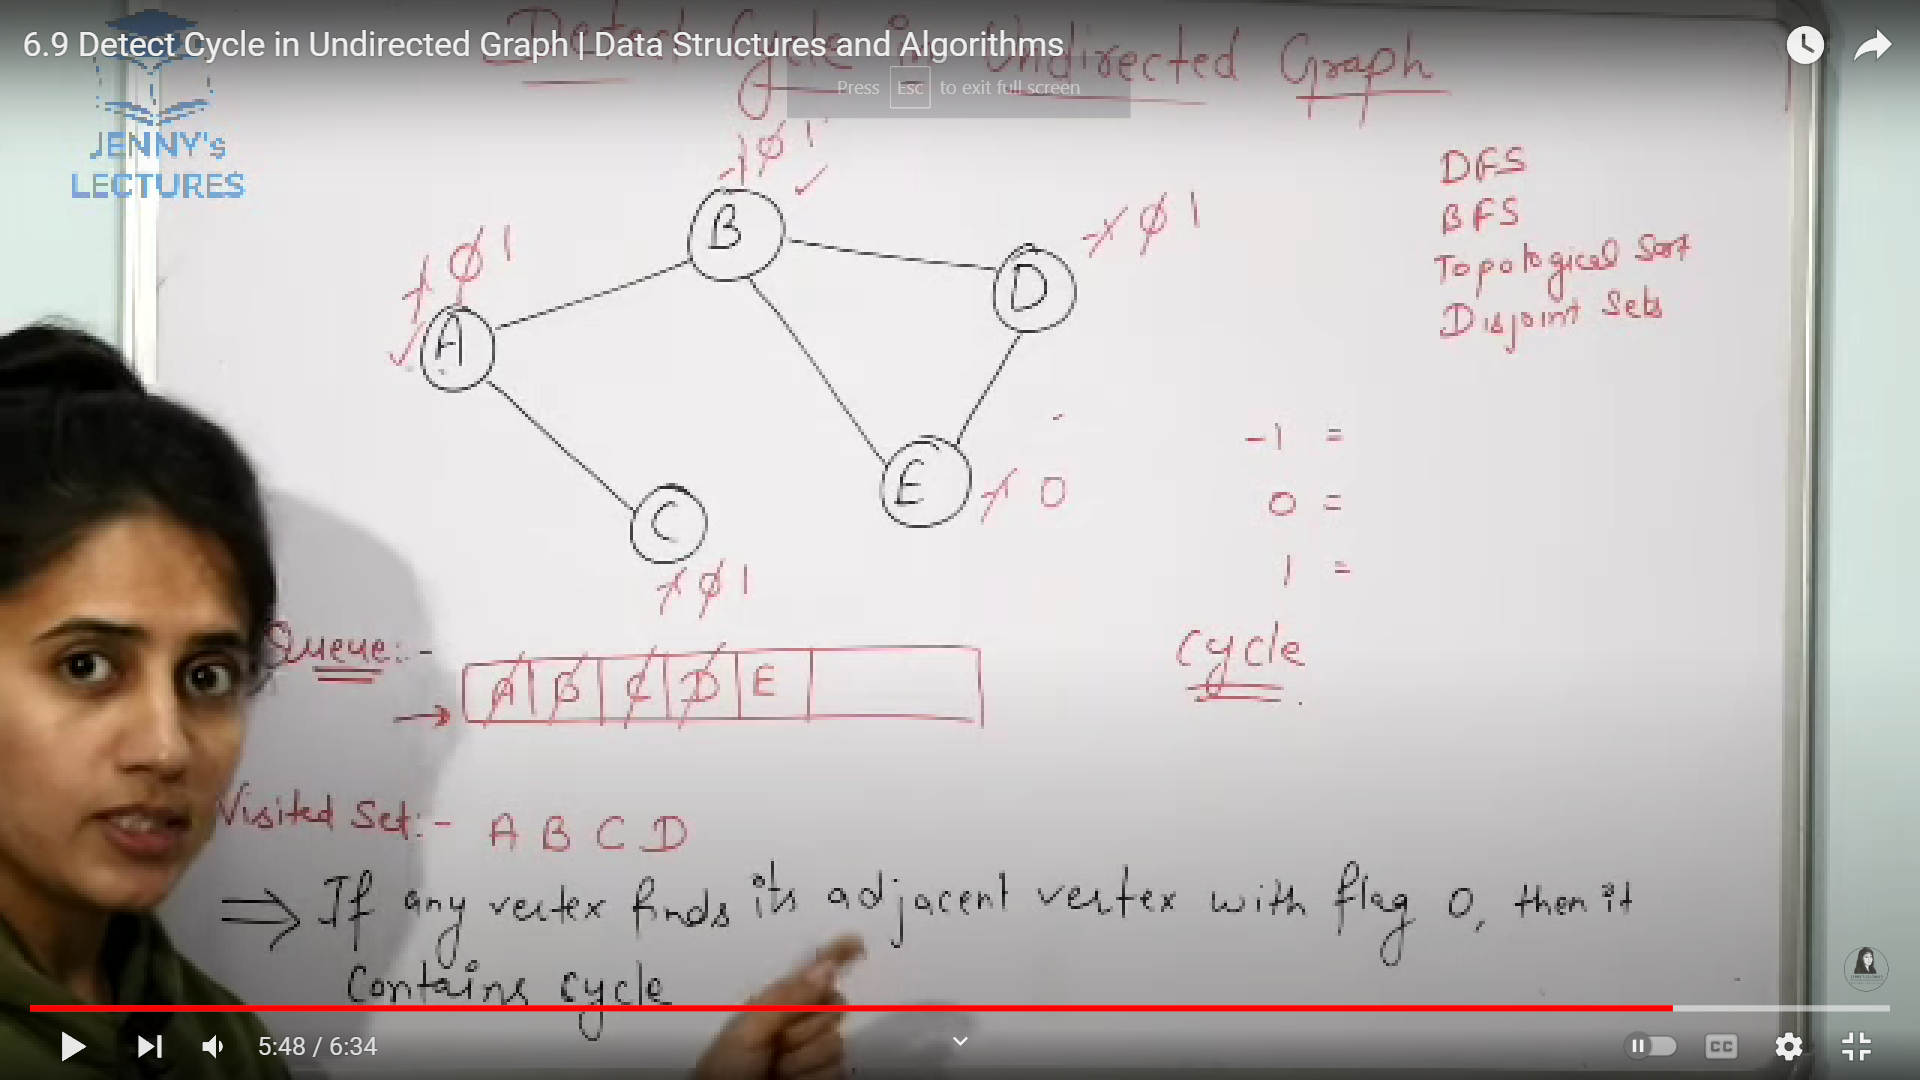 6.9 Detect Cycle in Undirected Graph | Data Structures and Algorithms
Detect Cycle in Undirected Graph
Press Esc to exit full screen
JENNY's
LECTURES
DFS
BFS
Topological Sort
Disjoint Sets
-1 0 1
B
-1 0 1
D
-1 0 1
A
-1 =
E
-1 0
0 =
C
1 =
-1 0 1
Queue:-
A B C D E
Cycle
Visited Set:- A B C D
⇒ If any vertex finds its adjacent vertex with flag 0, then it
contains cycle
5:48 / 6:34
CC